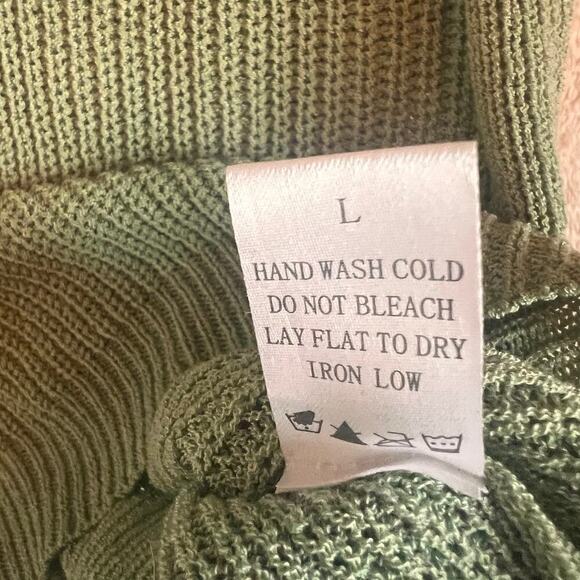 L
HAND WASH COLD
DO NOT BLEACH
LAY FLAT TO DRY
IRON LOW